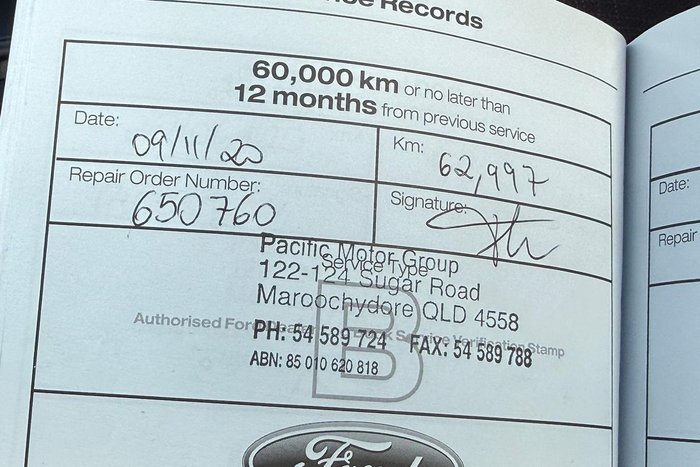 Records
60,000 km or no later than
12 months from previous service
Date: 09/11/20
Km: 62,997
Repair Order Number: 650760
Signature:
Service Type
B
Pacific Motor Group
122-124 Sugar Road
Maroochydore QLD 4558
Authorised Ford Service Verification Stamp
PH: 54 589 724 FAX: 54 589 788
ABN: 85 010 620 818
Ford
Date:
Repair